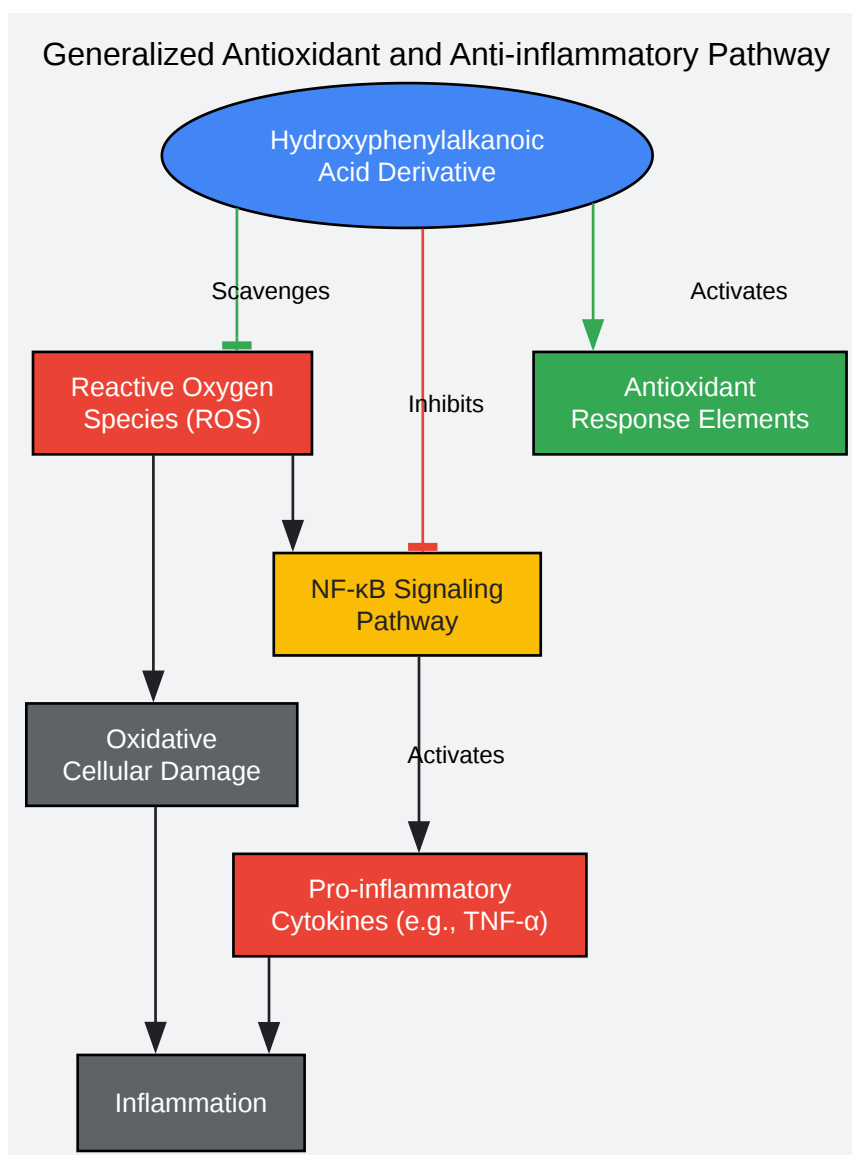 Generalized Antioxidant and Anti-inflammatory Pathway
Hydroxyphenylalkanoic
Acid Derivative
Scavenges
Activates
Reactive Oxygen
Species (ROS)
Inhibits
Antioxidant
Response Elements
NF-κB Signaling
Pathway
Oxidative
Cellular Damage
Activates
Pro-inflammatory
Cytokines (e.g., TNF-α)
Inflammation